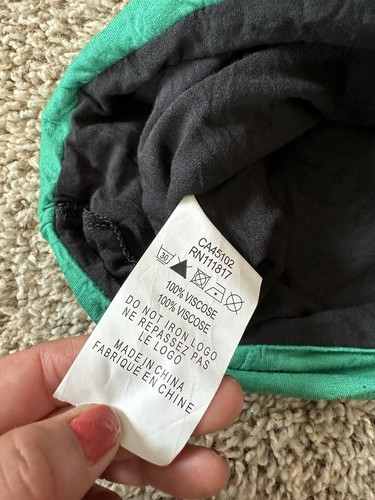 CA45102
RN111817
30
100% VISCOSE
100% VISCOSE
DO NOT IRON LOGO
NE REPASSEZ PAS
LE LOGO
MADE IN CHINA
FABRIQUE EN CHINE